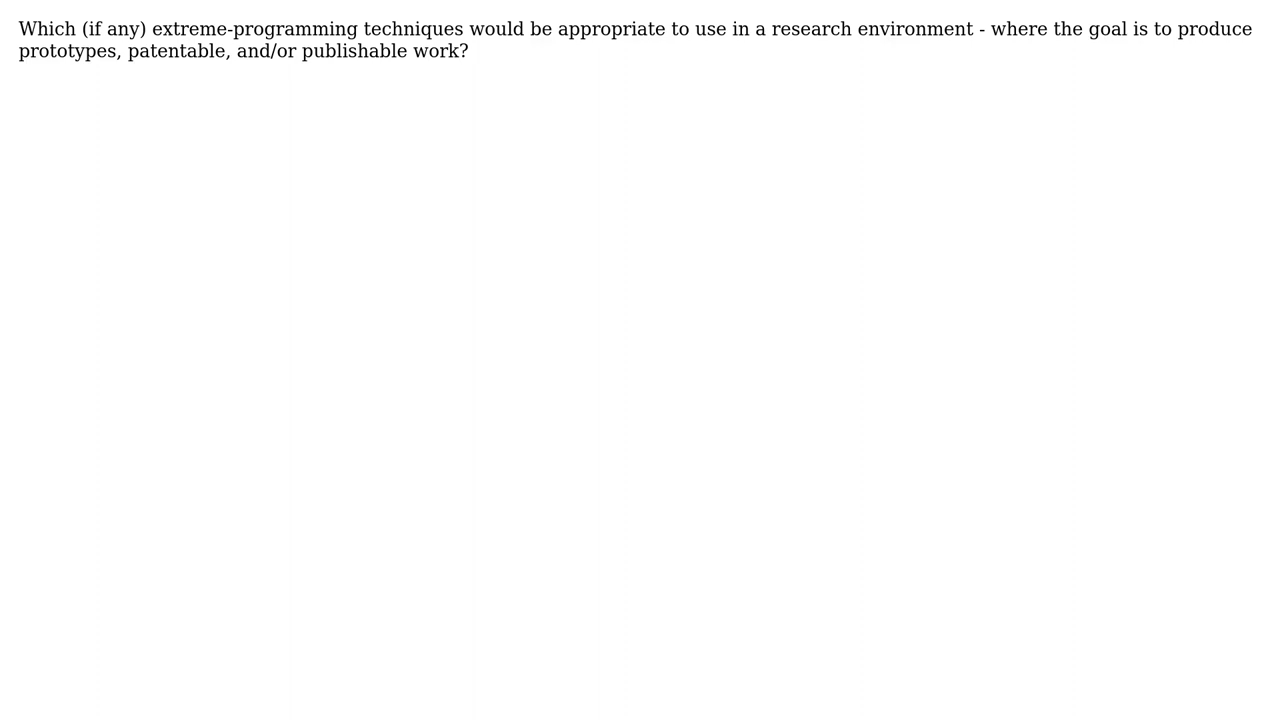 Which (if any) extreme-programming techniques would be appropriate to use in a research environment - where the goal is to produce
prototypes, patentable, and/or publishable work?